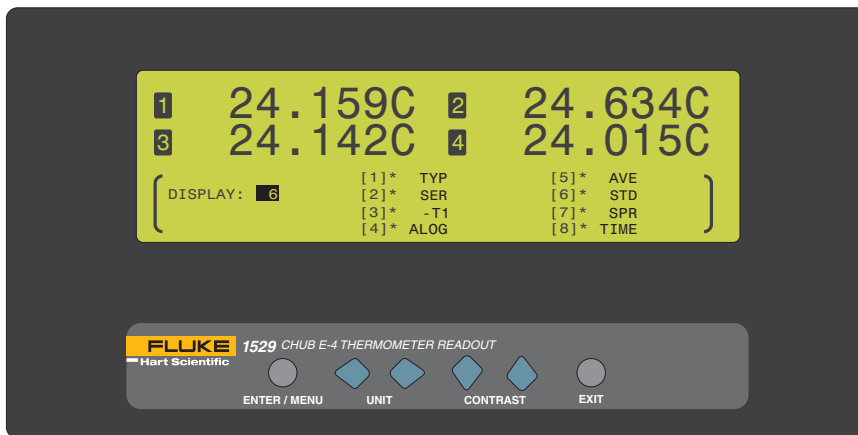 1 24.159C 2 24.634C
3 24.142C 4 24.015C
DISPLAY: 6
[1]* TYP
[2]* SER
[3]* -T1
[4]* ALOG
[5]* AVE
[6]* STD
[7]* SPR
[8]* TIME
FLUKE
Hart Scientific
1529 CHUB E-4 THERMOMETER READOUT
ENTER / MENU UNIT CONTRAST EXIT